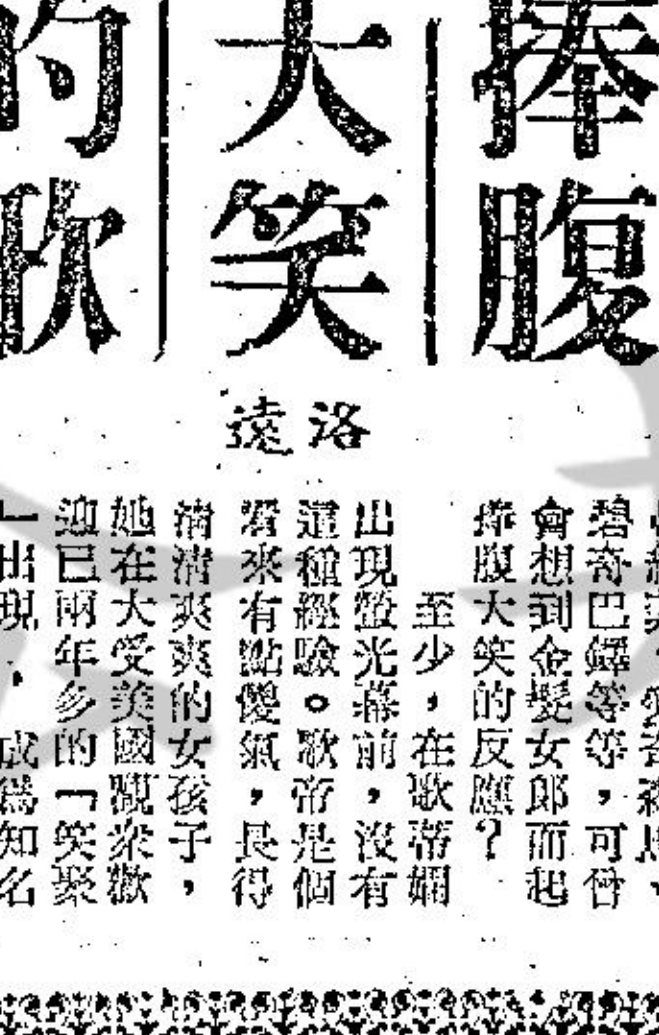 捧腹
大笑
的歌
洛遠
碧奇巴鐸等等，可曾
會想到金髮女郎而起
捧腹大笑的反應？
至少，在歌蒂媚
出現螢光幕前，沒有
這種經驗。歌帝是個
看來有點優氣，長得
清清爽爽的女孩子，
她在大受美國觀衆歡
迎已兩年多的「笑聚
一出現，成爲知名